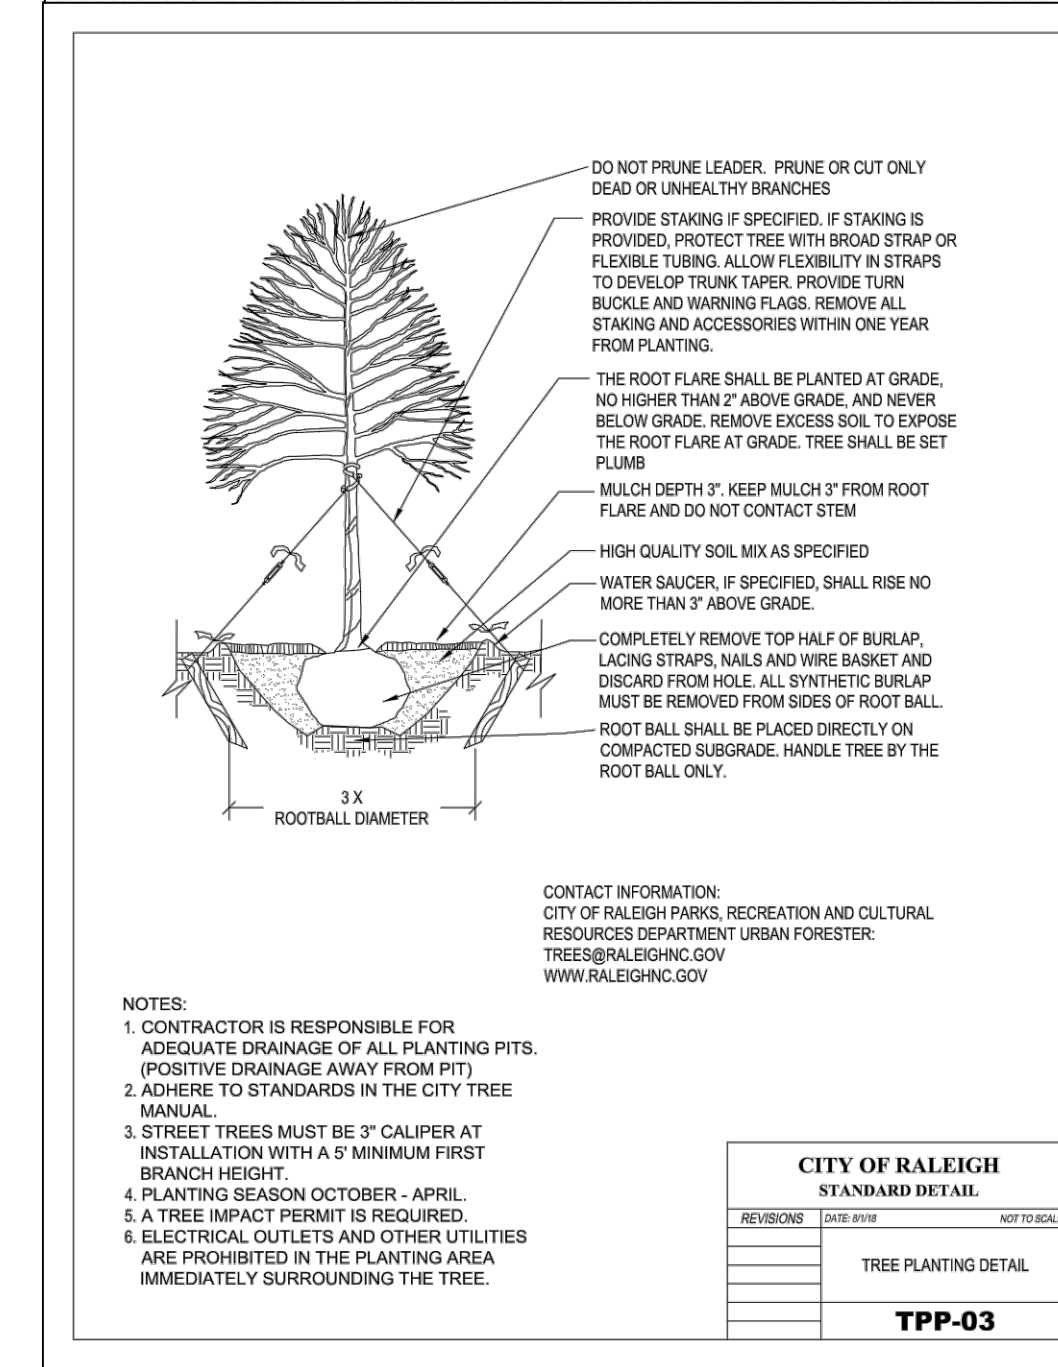 DO NOT PRUNE LEADER. PRUNE OR CUT ONLY
DEAD OR UNHEALTHY BRANCHES
PROVIDE STAKING IF SPECIFIED. IF STAKING IS
PROVIDED, PROTECT TREE WITH BROAD STRAP OR
FLEXIBLE TUBING. ALLOW FLEXIBILITY IN STRAPS
TO DEVELOP TRUNK TAPER. PROVIDE TURN
BUCKLE AND WARNING FLAGS. REMOVE ALL
STAKING AND ACCESSORIES WITHIN ONE YEAR
FROM PLANTING.
THE ROOT FLARE SHALL BE PLANTED AT GRADE,
NO HIGHER THAN 2" ABOVE GRADE, AND NEVER
BELOW GRADE. REMOVE EXCESS SOIL TO EXPOSE
THE ROOT FLARE AT GRADE. TREE SHALL BE SET
PLUMB
MULCH DEPTH 3". KEEP MULCH 3" FROM ROOT
FLARE AND DO NOT CONTACT STEM
HIGH QUALITY SOIL MIX AS SPECIFIED
WATER SAUCER, IF SPECIFIED, SHALL RISE NO
MORE THAN 3" ABOVE GRADE.
COMPLETELY REMOVE TOP HALF OF BURLAP,
LACING STRAPS, NAILS AND WIRE BASKET AND
DISCARD FROM HOLE. ALL SYNTHETIC BURLAP
MUST BE REMOVED FROM SIDES OF ROOT BALL.
ROOT BALL SHALL BE PLACED DIRECTLY ON
COMPACTED SUBGRADE. HANDLE TREE BY THE
ROOT BALL ONLY.
3 X
ROOTBALL DIAMETER
CONTACT INFORMATION:
CITY OF RALEIGH PARKS, RECREATION AND CULTURAL
RESOURCES DEPARTMENT URBAN FORESTER:
TREES@RALEIGHNC.GOV
WWW.RALEIGHNC.GOV
NOTES:
1. CONTRACTOR IS RESPONSIBLE FOR
ADEQUATE DRAINAGE OF ALL PLANTING PITS.
(POSITIVE DRAINAGE AWAY FROM PIT)
2. ADHERE TO STANDARDS IN THE CITY TREE
MANUAL.
3. STREET TREES MUST BE 3" CALIPER AT
INSTALLATION WITH A 5' MINIMUM FIRST
BRANCH HEIGHT.
4. PLANTING SEASON OCTOBER - APRIL.
5. A TREE IMPACT PERMIT IS REQUIRED.
6. ELECTRICAL OUTLETS AND OTHER UTILITIES
ARE PROHIBITED IN THE PLANTING AREA
IMMEDIATELY SURROUNDING THE TREE.
CITY OF RALEIGH
STANDARD DETAIL
REVISIONS DATE: 8/1/18 NOT TO SCAL
TREE PLANTING DETAIL
TPP-03